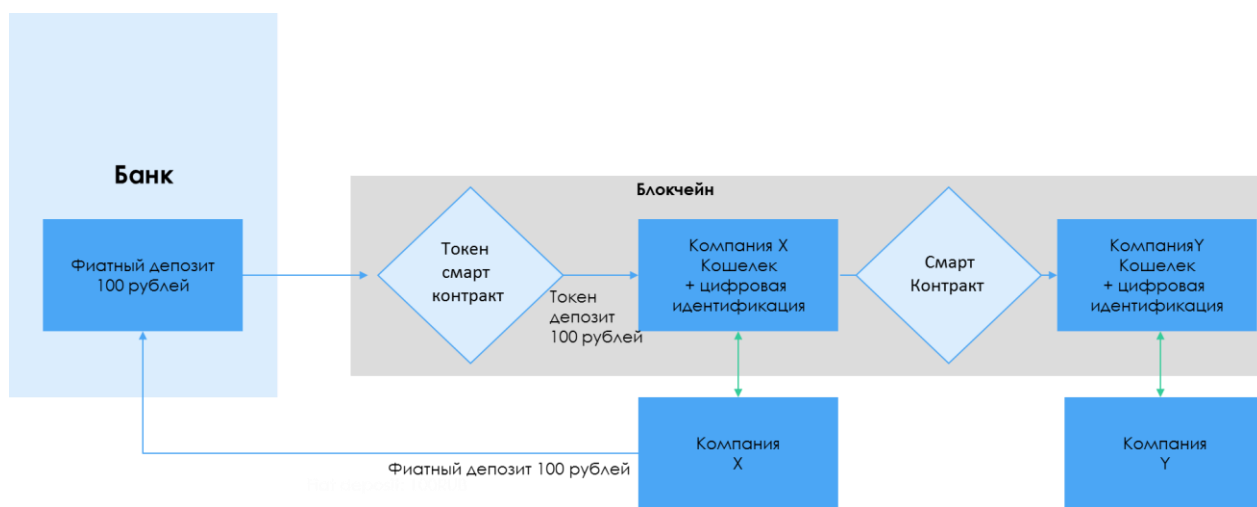 Банк
Фиатный депозит
100 рублей
Блокчейн
Токен
смарт
контракт
Токен
депозит
100 рублей
Компания X
Кошелек
+ цифровая
идентификация
Смарт
Контракт
КомпанияY
Кошелек
+ цифровая
идентификация
Фиатный депозит 100 рублей
Компания
X
Компания
Y